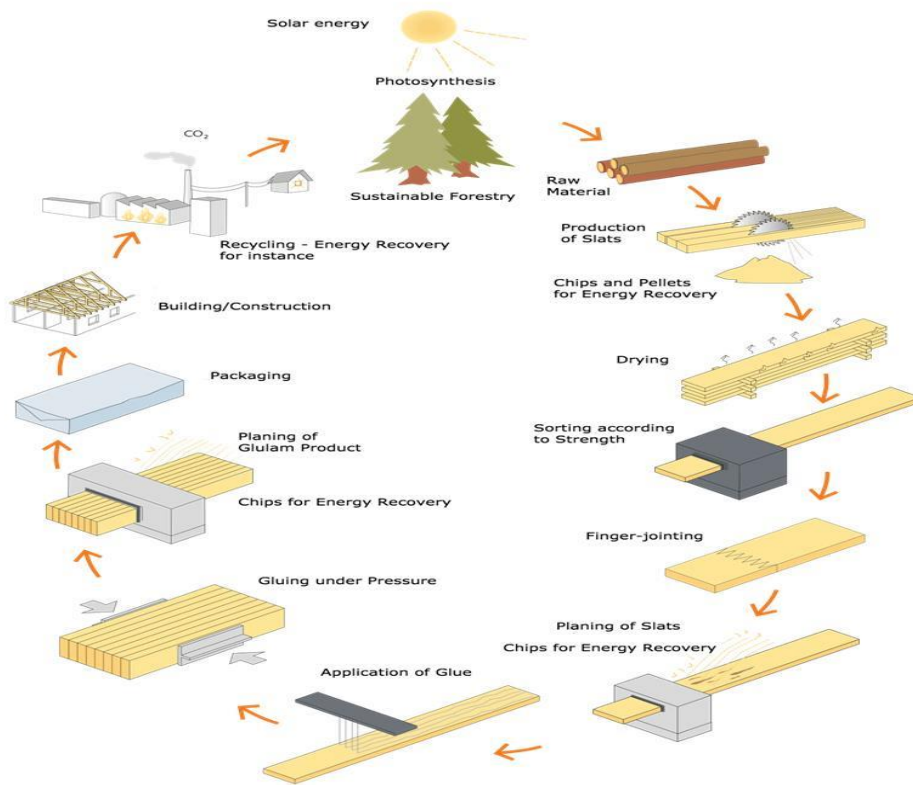 Solar energy
Photosynthesis
Sustainable Forestry
Raw
Material
Production
of Slats
Chips and Pellets
for Energy Recovery
Drying
Sorting according
to Strength
Finger-jointing
Planing of Slats
Chips for Energy Recovery
Application of Glue
Gluing under Pressure
Planing of
Glulam Product
Chips for Energy Recovery
Packaging
Building/Construction
Recycling - Energy Recovery
for instance
CO₂